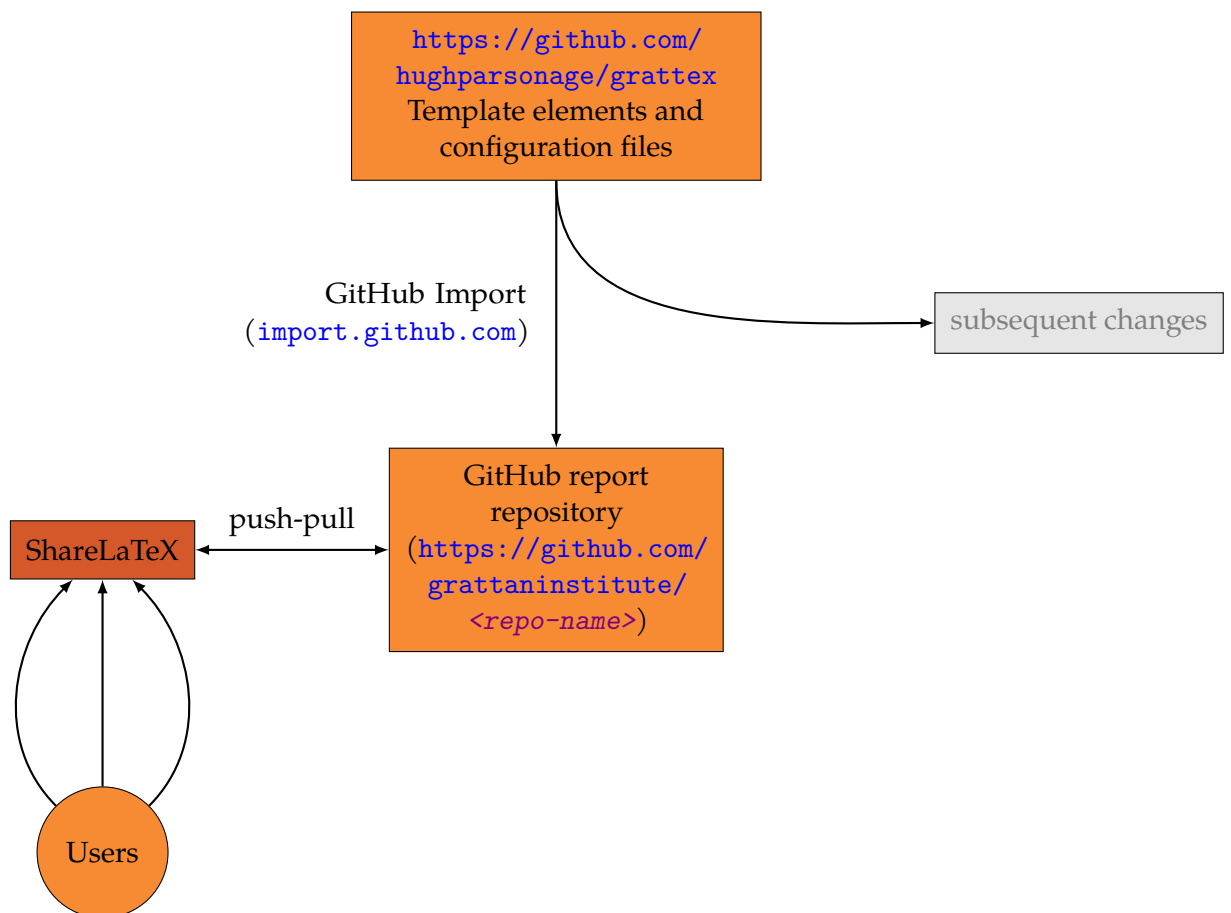 https://github.com/
hughparsonage/grattex
Template elements and
configuration files
GitHub Import
(import.github.com)
subsequent changes
GitHub report
repository
(https://github.com/
grattaninstitute/
<repo-name>)
push-pull
ShareLaTeX
Users